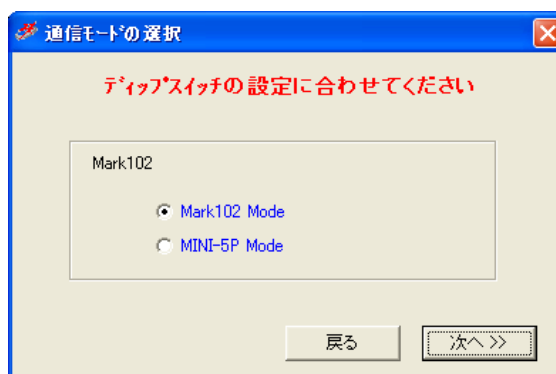 通信ﾓｰﾄﾞの選択
ﾃﾞｨｯﾌﾟｽｲｯﾁの設定に合わせてください
Mark102
Mark102 Mode
MINI-5P Mode
戻る
次へ >>